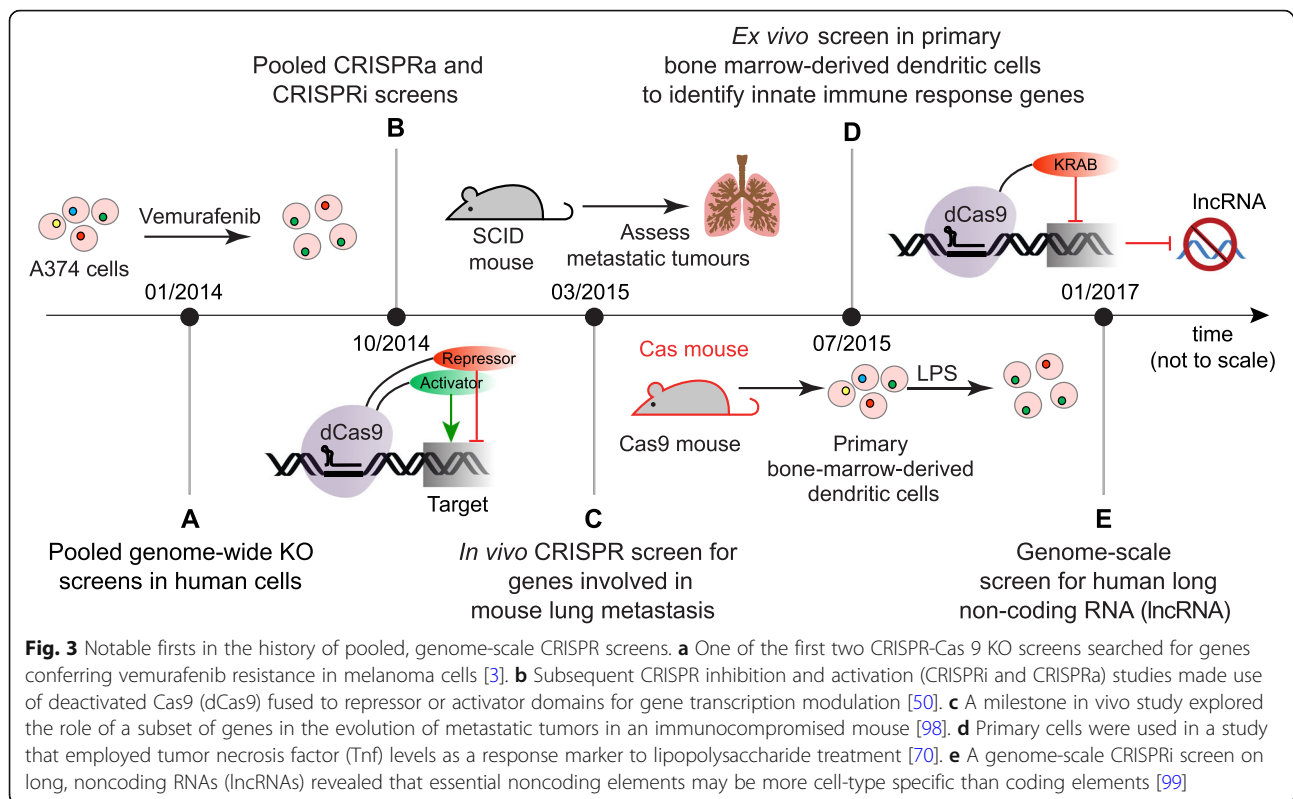 Ex vivo screen in primary
bone marrow-derived dendritic cells
to identify innate immune response genes
Pooled CRISPRa and
CRISPRi screens
B
D
KRAB
dCas9
lncRNA
Vemurafenib
A374 cells
SCID
mouse
Assess
metastatic tumours
01/2014
03/2015
01/2017
10/2014
07/2015
time
(not to scale)
Repressor
Activator
dCas9
Target
Cas mouse
Cas9 mouse
LPS
Primary
bone-marrow-derived
dendritic cells
A
Pooled genome-wide KO
screens in human cells
C
In vivo CRISPR screen for
genes involved in
mouse lung metastasis
E
Genome-scale
screen for human long
non-coding RNA (lncRNA)
Fig. 3 Notable firsts in the history of pooled, genome-scale CRISPR screens. a One of the first two CRISPR-Cas 9 KO screens searched for genes
conferring vemurafenib resistance in melanoma cells [3]. b Subsequent CRISPR inhibition and activation (CRISPRi and CRISPRa) studies made use
of deactivated Cas9 (dCas9) fused to repressor or activator domains for gene transcription modulation [50]. c A milestone in vivo study explored
the role of a subset of genes in the evolution of metastatic tumors in an immunocompromised mouse [98]. d Primary cells were used in a study
that employed tumor necrosis factor (Tnf) levels as a response marker to lipopolysaccharide treatment [70]. e A genome-scale CRISPRi screen on
long, noncoding RNAs (lncRNAs) revealed that essential noncoding elements may be more cell-type specific than coding elements [99]